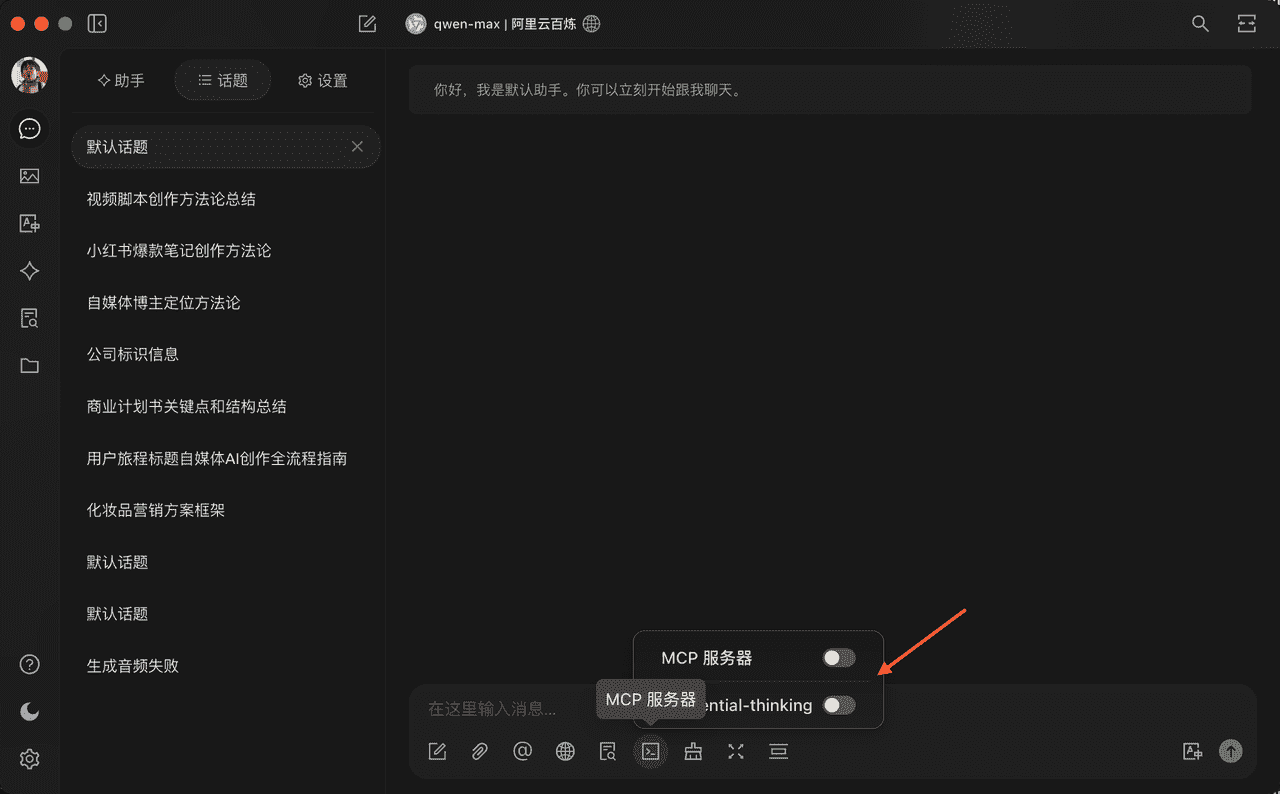 qwen-max | 阿里云百炼
助手
话题
设置
你好，我是默认助手。你可以立刻开始跟我聊天。
默认话题
视频脚本创作方法论总结
小红书爆款笔记创作方法论
自媒体博主定位方法论
公司标识信息
商业计划书关键点和结构总结
用户旅程标题自媒体AI创作全流程指南
化妆品营销方案框架
默认话题
默认话题
生成音频失败
MCP 服务器
MCP 服务器
ential-thinking
在这里输入消息...